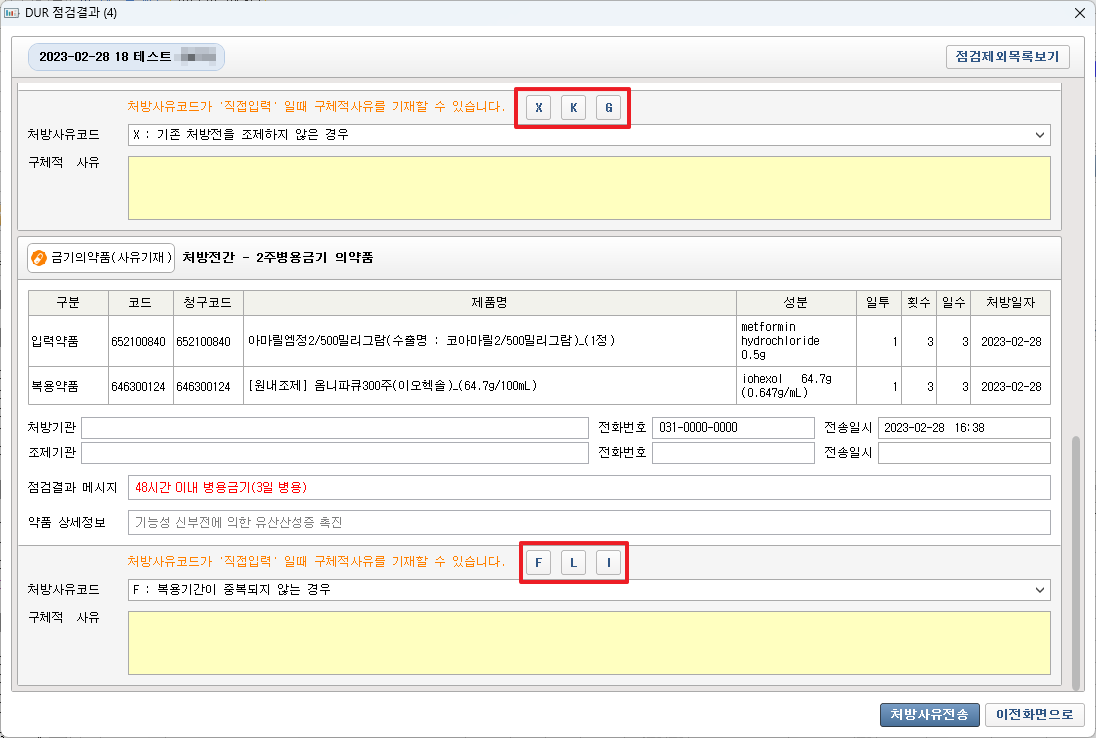 DUR 점검결과 (4)
2023-02-28 18 테스트
점검제외목록보기
처방사유코드가 '직접입력' 일때 구체적사유를 기재할 수 있습니다. X K G
처방사유코드 X : 기존 처방전을 조제하지 않은 경우
구체적 사유
금기의약품(사유기재) 처방전간 - 2주병용금기 의약품
구분 코드 청구코드 제품명 성분 일투 횟수 일수 처방일자
입력약품 652100840 652100840 아마릴엠정2/500밀리그람(수출명 : 코아마릴2/500밀리그람)_(1정) metformin hydrochloride 0.5g 1 3 3 2023-02-28
복용약품 646300124 646300124 [원내조제] 옴니파큐300주(이오헥솔)_(64.7g/100mL) iohexol 64.7g (0.647g/mL) 1 3 3 2023-02-28
처방기관 전화번호 031-0000-0000 전송일시 2023-02-28 16:38
조제기관 전화번호 전송일시
점검결과 메시지 48시간 이내 병용금기(3일 병용)
약품 상세정보 기능성 신부전에 의한 유산산성증 촉진
처방사유코드가 '직접입력' 일때 구체적사유를 기재할 수 있습니다. F L I
처방사유코드 F : 복용기간이 중복되지 않는 경우
구체적 사유
처방사유전송 이전화면으로